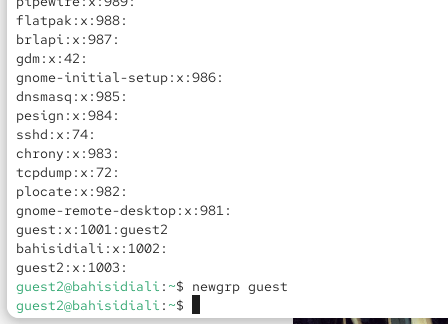 pipewire:x:989:
flatpak:x:988:
brlapi:x:987:
gdm:x:42:
gnome-initial-setup:x:986:
dnsmasq:x:985:
pesign:x:984:
sshd:x:74:
chrony:x:983:
tcpdump:x:72:
plocate:x:982:
gnome-remote-desktop:x:981:
guest:x:1001:guest2
bahisidiali:x:1002:
guest2:x:1003:
guest2@bahisidiali:~$ newgrp guest
guest2@bahisidiali:~$